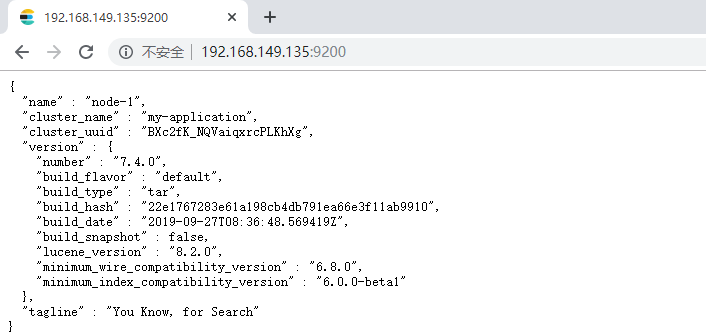 192.168.149.135:9200
不安全 192.168.149.135:9200
{
"name" : "node-1",
"cluster_name" : "my-application",
"cluster_uuid" : "BXc2fK_NQVaiqxrcPLKhXg",
"version" : {
"number" : "7.4.0",
"build_flavor" : "default",
"build_type" : "tar",
"build_hash" : "22e1767283e61a198cb4db791ea66e3f11ab9910",
"build_date" : "2019-09-27T08:36:48.569419Z",
"build_snapshot" : false,
"lucene_version" : "8.2.0",
"minimum_wire_compatibility_version" : "6.8.0",
"minimum_index_compatibility_version" : "6.0.0-beta1"
},
"tagline" : "You Know, for Search"
}